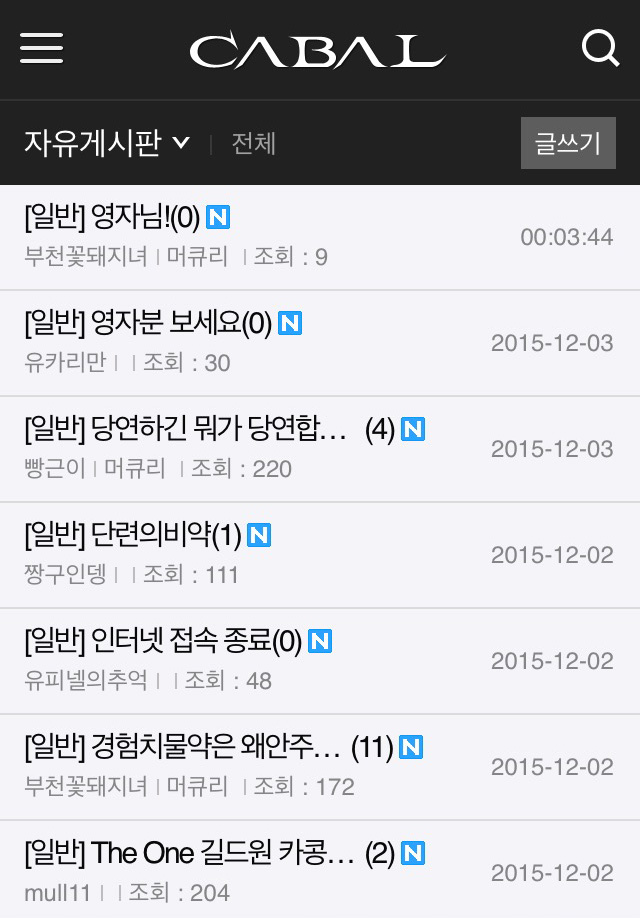 CABAL
자유게시판 전체 글쓰기
[일반] 영자님!(0) N
00:03:44
부천꽃돼지녀 머큐리 조회 : 9
[일반] 영자분 보세요(0) N
2015-12-03
유카리만 조회 : 30
[일반] 당연하긴 뭐가 당연합... (4) N
2015-12-03
빵근이 머큐리 조회 : 220
[일반] 단련의비약(1) N
2015-12-02
짱구인뎅 조회 : 111
[일반] 인터넷 접속 종료(0) N
2015-12-02
유피넬의추억 조회 : 48
[일반] 경험치물약은 왜안주... (11) N
2015-12-02
부천꽃돼지녀 머큐리 조회 : 172
[일반] The One 길드원 카콩... (2) N
2015-12-02
mull11 조회 : 204